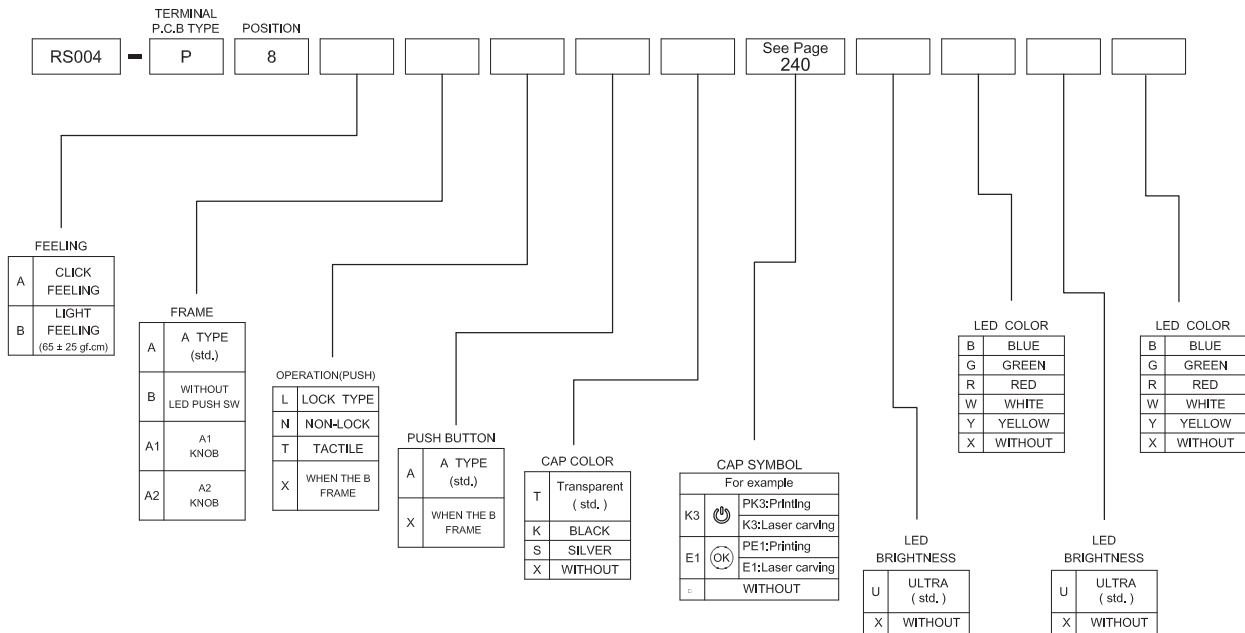 TERMINAL
P.C.B TYPE
POSITION
RS004
P
8
See Page
240
FEELING
A
CLICK
FEELING
B
LIGHT
FEELING
(65 ± 25 gf.cm)
FRAME
A
A TYPE
(std.)
B
WITHOUT
LED PUSH SW
A1
A1
KNOB
A2
A2
KNOB
OPERATION(PUSH)
L LOCK TYPE
N NON-LOCK
T TACTILE
X
WHEN THE B
FRAME
PUSH BUTTON
A
A TYPE
(std.)
X
WHEN THE B
FRAME
CAP COLOR
T
Transparent
( std. )
K BLACK
S SILVER
X WITHOUT
CAP SYMBOL
For example
K3
PK3:Printing
K3:Laser carving
E1
OK
PE1:Printing
E1:Laser carving
WITHOUT
LED
BRIGHTNESS
U
ULTRA
( std. )
X WITHOUT
LED COLOR
B BLUE
G GREEN
R RED
W WHITE
Y YELLOW
X WITHOUT
LED
BRIGHTNESS
U
ULTRA
( std. )
X WITHOUT
LED COLOR
B BLUE
G GREEN
R RED
W WHITE
Y YELLOW
X WITHOUT